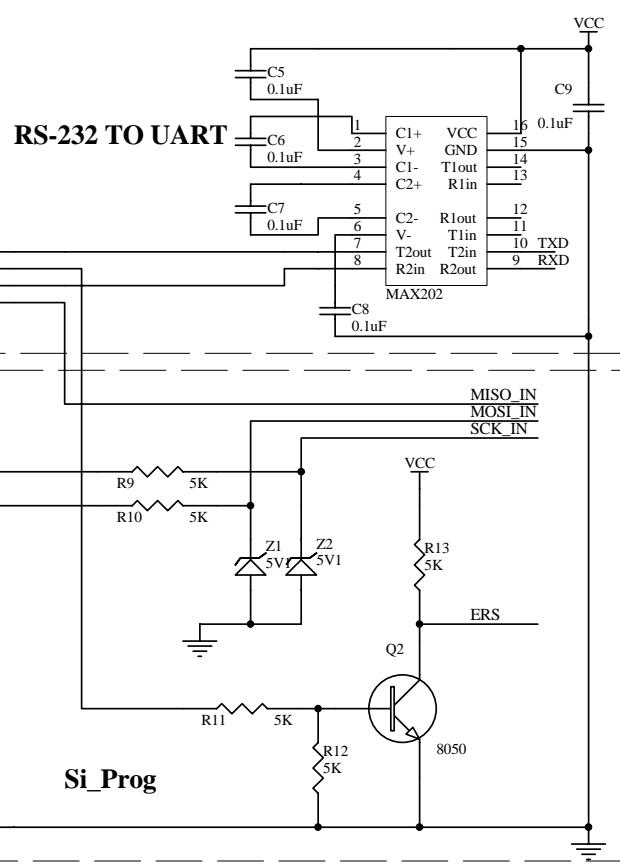 VCC
C5
0.1uF
C9
0.1uF
RS-232 TO UART
C6
0.1uF
C7
0.1uF
1 C1+ VCC 16
2 V+ GND 15
3 C1- T1out 14
4 C2+ R1in 13
5 C2- R1out 12
6 V- T1in 11
7 T2out T2in 10 TXD
8 R2in R2out 9 RXD
MAX202
C8
0.1uF
MISO_IN
MOSI_IN
SCK_IN
VCC
R9 5K
R10 5K
Z1
5V1
Z2
5V1
R13
5K
ERS
Q2
R11 5K
R12
5K
8050
Si_Prog